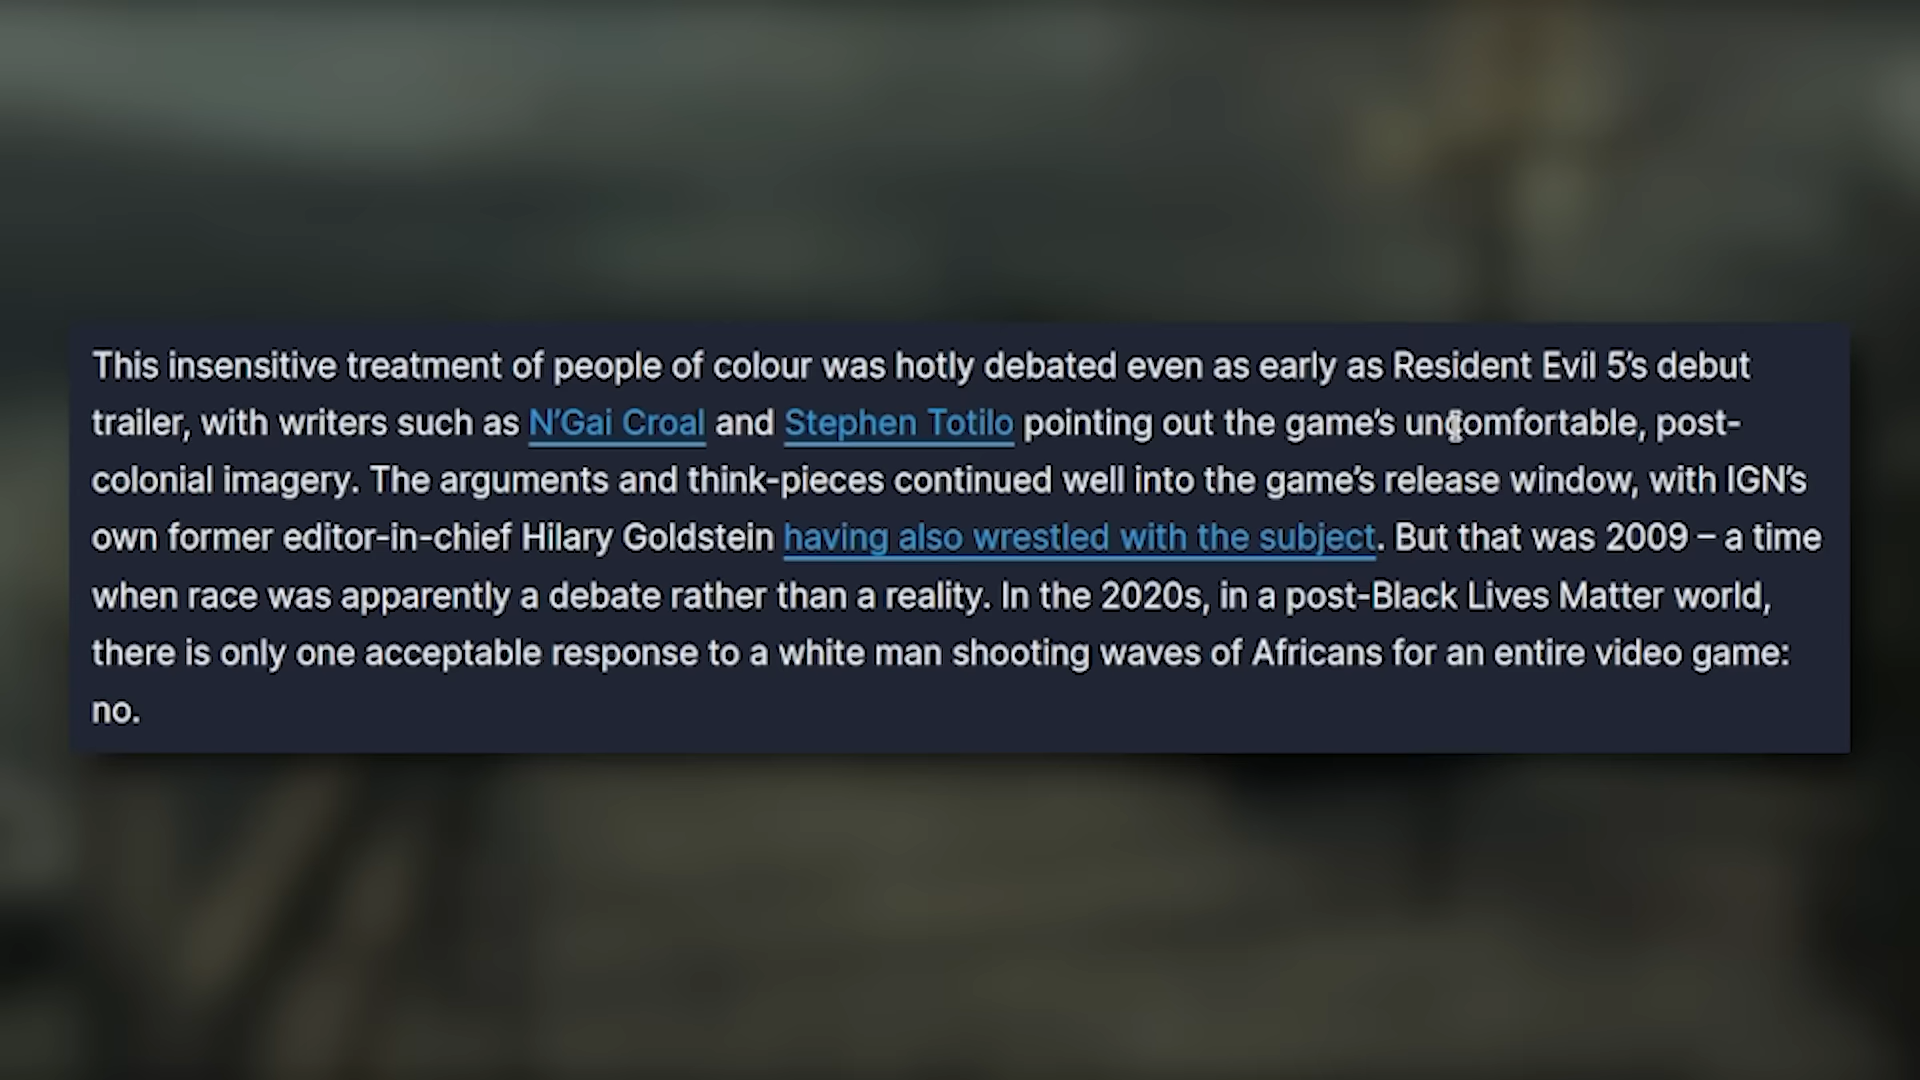 This insensitive treatment of people of colour was hotly debated even as early as Resident Evil 5’s debut
trailer, with writers such as N’Gai Croal and Stephen Totilo pointing out the game’s uncomfortable, post-
colonial imagery. The arguments and think-pieces continued well into the game’s release window, with IGN’s
own former editor-in-chief Hilary Goldstein having also wrestled with the subject. But that was 2009 – a time
when race was apparently a debate rather than a reality. In the 2020s, in a post-Black Lives Matter world,
there is only one acceptable response to a white man shooting waves of Africans for an entire video game:
no.